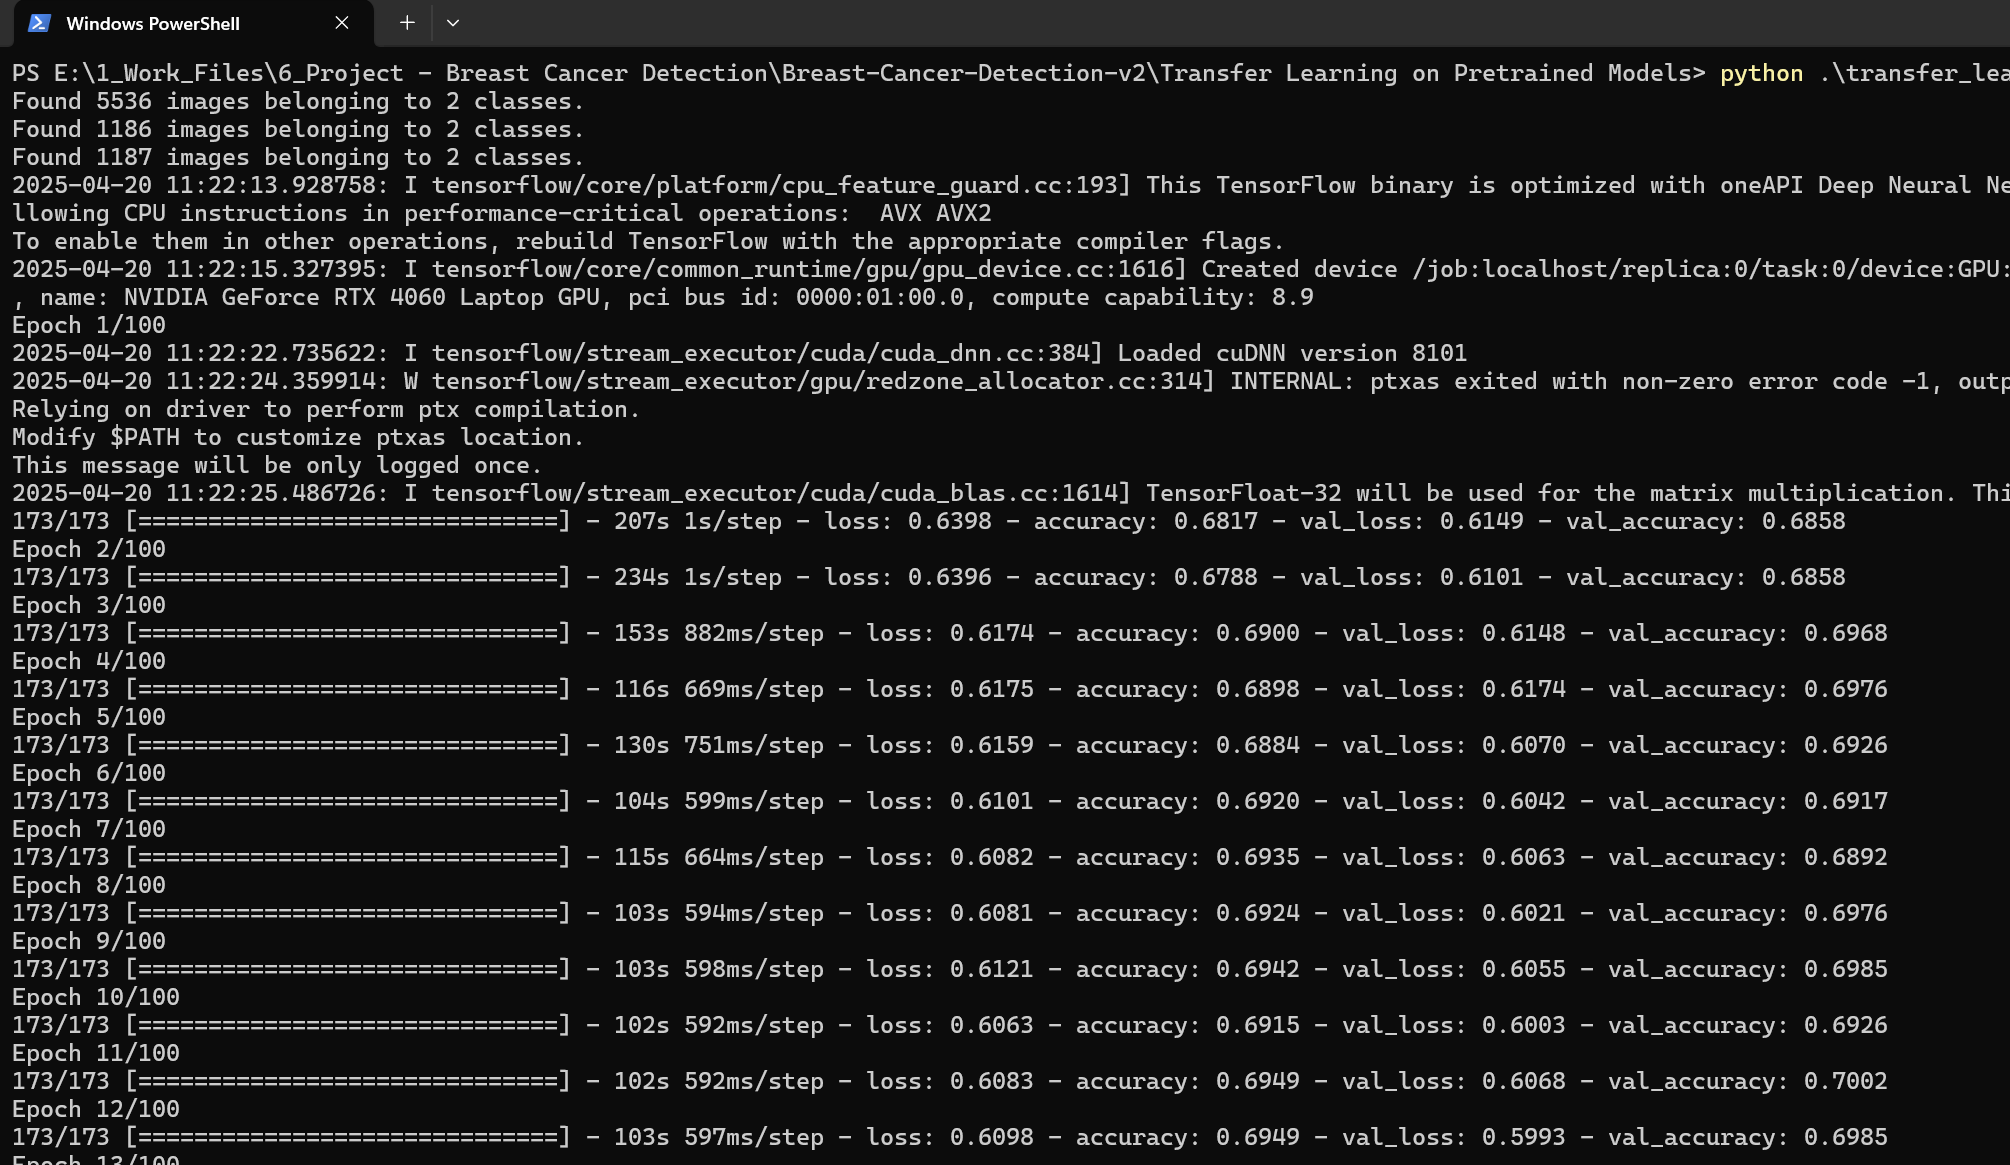 Windows PowerShell
PS E:\1_Work_Files\6_Project - Breast Cancer Detection\Breast-Cancer-Detection-v2\Transfer Learning on Pretrained Models> python .\transfer_lea
Found 5536 images belonging to 2 classes.
Found 1186 images belonging to 2 classes.
Found 1187 images belonging to 2 classes.
2025-04-20 11:22:13.928758: I tensorflow/core/platform/cpu_feature_guard.cc:193] This TensorFlow binary is optimized with oneAPI Deep Neural Ne
llowing CPU instructions in performance-critical operations:  AVX AVX2
To enable them in other operations, rebuild TensorFlow with the appropriate compiler flags.
2025-04-20 11:22:15.327395: I tensorflow/core/common_runtime/gpu/gpu_device.cc:1616] Created device /job:localhost/replica:0/task:0/device:GPU:
, name: NVIDIA GeForce RTX 4060 Laptop GPU, pci bus id: 0000:01:00.0, compute capability: 8.9
Epoch 1/100
2025-04-20 11:22:22.735622: I tensorflow/stream_executor/cuda/cuda_dnn.cc:384] Loaded cuDNN version 8101
2025-04-20 11:22:24.359914: W tensorflow/stream_executor/gpu/redzone_allocator.cc:314] INTERNAL: ptxas exited with non-zero error code -1, outp
Relying on driver to perform ptx compilation.
Modify $PATH to customize ptxas location.
This message will be only logged once.
2025-04-20 11:22:25.486726: I tensorflow/stream_executor/cuda/cuda_blas.cc:1614] TensorFloat-32 will be used for the matrix multiplication. Thi
173/173 [==============================] - 207s 1s/step - loss: 0.6398 - accuracy: 0.6817 - val_loss: 0.6149 - val_accuracy: 0.6858
Epoch 2/100
173/173 [==============================] - 234s 1s/step - loss: 0.6396 - accuracy: 0.6788 - val_loss: 0.6101 - val_accuracy: 0.6858
Epoch 3/100
173/173 [==============================] - 153s 882ms/step - loss: 0.6174 - accuracy: 0.6900 - val_loss: 0.6148 - val_accuracy: 0.6968
Epoch 4/100
173/173 [==============================] - 116s 669ms/step - loss: 0.6175 - accuracy: 0.6898 - val_loss: 0.6174 - val_accuracy: 0.6976
Epoch 5/100
173/173 [==============================] - 130s 751ms/step - loss: 0.6159 - accuracy: 0.6884 - val_loss: 0.6070 - val_accuracy: 0.6926
Epoch 6/100
173/173 [==============================] - 104s 599ms/step - loss: 0.6101 - accuracy: 0.6920 - val_loss: 0.6042 - val_accuracy: 0.6917
Epoch 7/100
173/173 [==============================] - 115s 664ms/step - loss: 0.6082 - accuracy: 0.6935 - val_loss: 0.6063 - val_accuracy: 0.6892
Epoch 8/100
173/173 [==============================] - 103s 594ms/step - loss: 0.6081 - accuracy: 0.6924 - val_loss: 0.6021 - val_accuracy: 0.6976
Epoch 9/100
173/173 [==============================] - 103s 598ms/step - loss: 0.6121 - accuracy: 0.6942 - val_loss: 0.6055 - val_accuracy: 0.6985
Epoch 10/100
173/173 [==============================] - 102s 592ms/step - loss: 0.6063 - accuracy: 0.6915 - val_loss: 0.6003 - val_accuracy: 0.6926
Epoch 11/100
173/173 [==============================] - 102s 592ms/step - loss: 0.6083 - accuracy: 0.6949 - val_loss: 0.6068 - val_accuracy: 0.7002
Epoch 12/100
173/173 [==============================] - 103s 597ms/step - loss: 0.6098 - accuracy: 0.6949 - val_loss: 0.5993 - val_accuracy: 0.6985
Epoch 13/100